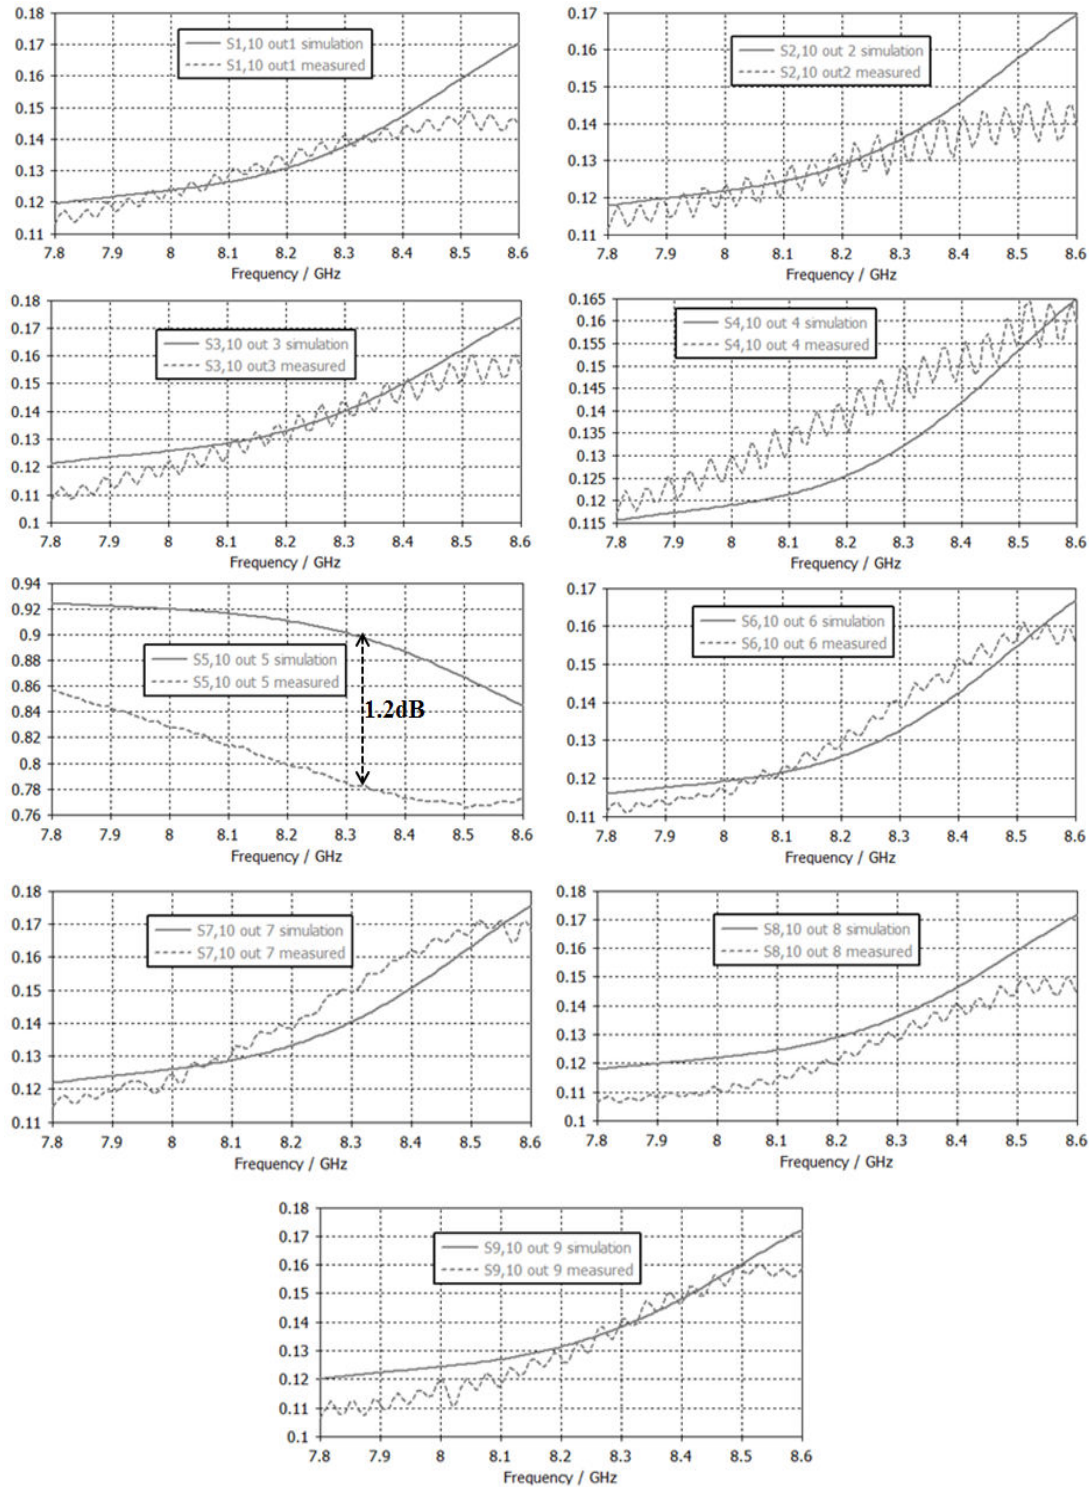 0.18
0.17
0.16
0.15
0.14
0.13
0.12
0.11
S1,10 out1 simulation
S1,10 out1 measured
7.8 7.9 8 8.1 8.2 8.3 8.4 8.5 8.6
Frequency / GHz
0.17
0.16
0.15
0.14
0.13
0.12
0.11
S2,10 out 2 simulation
S2,10 out2 measured
7.8 7.9 8 8.1 8.2 8.3 8.4 8.5 8.6
Frequency / GHz
0.18
0.17
0.16
0.15
0.14
0.13
0.12
0.11
0.1
S3,10 out 3 simulation
S3,10 out3 measured
7.8 7.9 8 8.1 8.2 8.3 8.4 8.5 8.6
Frequency / GHz
0.165
0.16
0.155
0.15
0.145
0.14
0.135
0.13
0.125
0.12
0.115
S4,10 out 4 simulation
S4,10 out 4 measured
7.8 7.9 8 8.1 8.2 8.3 8.4 8.5 8.6
Frequency / GHz
0.94
0.92
0.9
0.88
0.86
0.84
0.82
0.8
0.78
0.76
S5,10 out 5 simulation
S5,10 out 5 measured
1.2dB
7.8 7.9 8 8.1 8.2 8.3 8.4 8.5 8.6
Frequency / GHz
0.17
0.16
0.15
0.14
0.13
0.12
0.11
S6,10 out 6 simulation
S6,10 out 6 measured
7.8 7.9 8 8.1 8.2 8.3 8.4 8.5 8.6
Frequency / GHz
0.18
0.17
0.16
0.15
0.14
0.13
0.12
0.11
S7,10 out 7 simulation
S7,10 out 7 measured
7.8 7.9 8 8.1 8.2 8.3 8.4 8.5 8.6
Frequency / GHz
0.18
0.17
0.16
0.15
0.14
0.13
0.12
0.11
0.1
S8,10 out 8 simulation
S8,10 out 8 measured
7.8 7.9 8 8.1 8.2 8.3 8.4 8.5 8.6
Frequency / GHz
0.18
0.17
0.16
0.15
0.14
0.13
0.12
0.11
0.1
S9,10 out 9 simulation
S9,10 out 9 measured
7.8 7.9 8 8.1 8.2 8.3 8.4 8.5 8.6
Frequency / GHz